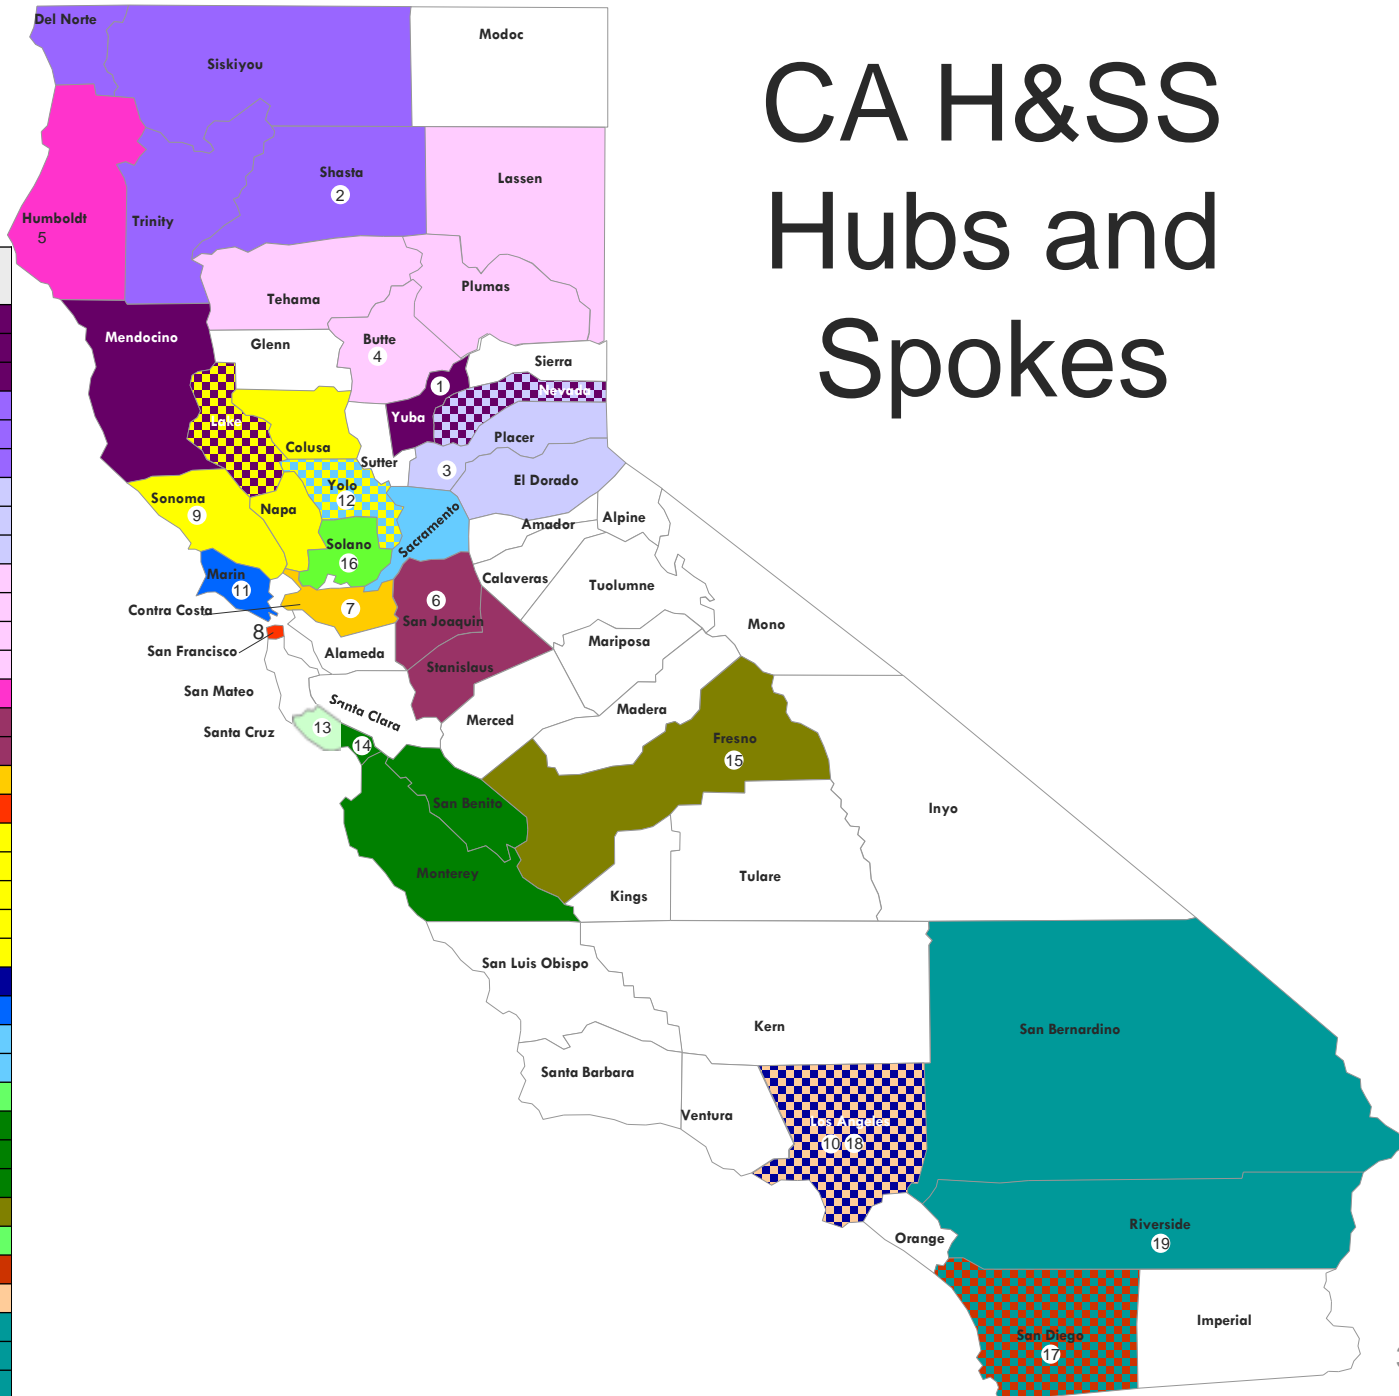 CA H&SS
Hubs and
Spokes
Del Norte
Modoc
Siskiyou
Shasta
2
Lassen
Humboldt
5
Trinity
Tehama
Plumas
Mendocino
Glenn
Butte
4
Sierra
1
Nevada
Yuba
Lake
Colusa
Placer
Sutter
3
El Dorado
Yolo
12
Sonoma
9
Napa
Sacramento
Amador
Alpine
Solano
16
Marin
11
Calaveras
Tuolumne
Contra Costa
7
6
San Joaquin
Mono
8
San Francisco
Alameda
Mariposa
Stanislaus
San Mateo
Santa Clara
Merced
Madera
Santa Cruz
13
14
Fresno
15
San Benito
Inyo
Monterey
Kings
Tulare
San Luis Obispo
Kern
San Bernardino
Santa Barbara
Ventura
Los Angeles
10 18
Orange
Riverside
19
San Diego
17
Imperial